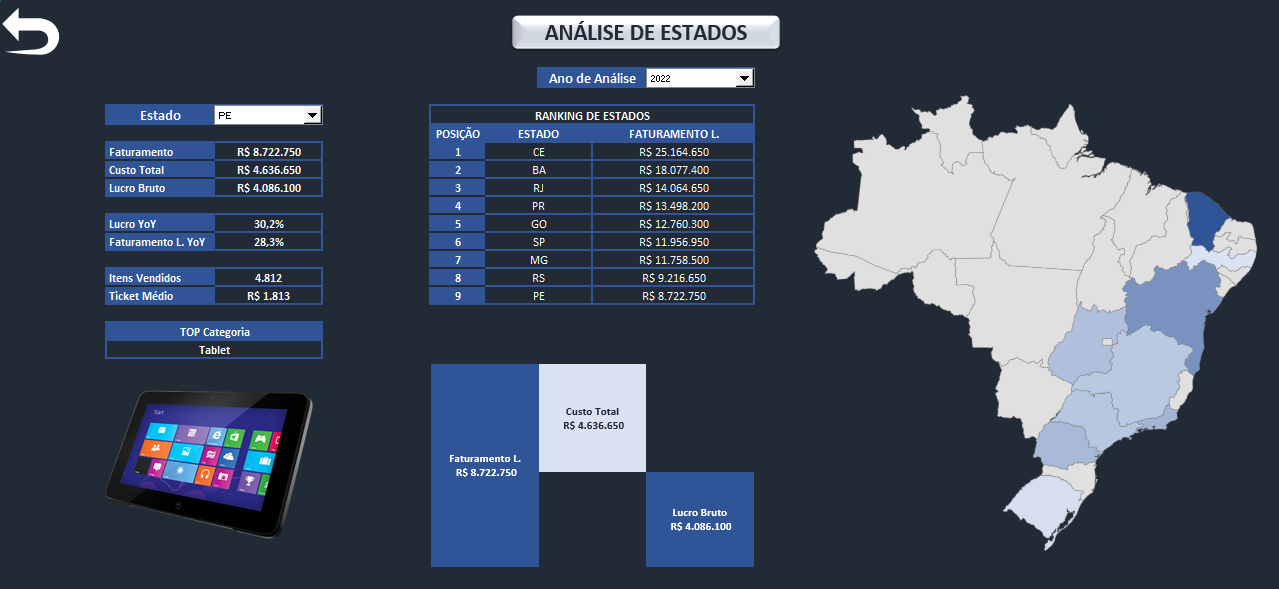 ANÁLISE DE ESTADOS
Ano de Análise 2022
Estado PE
Faturamento R$ 8.722.750
Custo Total R$ 4.636.650
Lucro Bruto R$ 4.086.100
Lucro YoY 30,2%
Faturamento L. YoY 28,3%
Itens Vendidos 4.812
Ticket Médio R$ 1.813
TOP Categoria
Tablet
Start
RANKING DE ESTADOS
POSIÇÃO ESTADO FATURAMENTO L.
1 CE R$ 25.164.650
2 BA R$ 18.077.400
3 RJ R$ 14.064.650
4 PR R$ 13.498.200
5 GO R$ 12.760.300
6 SP R$ 11.956.950
7 MG R$ 11.758.500
8 RS R$ 9.216.650
9 PE R$ 8.722.750
Faturamento L.
R$ 8.722.750
Custo Total
R$ 4.636.650
Lucro Bruto
R$ 4.086.100